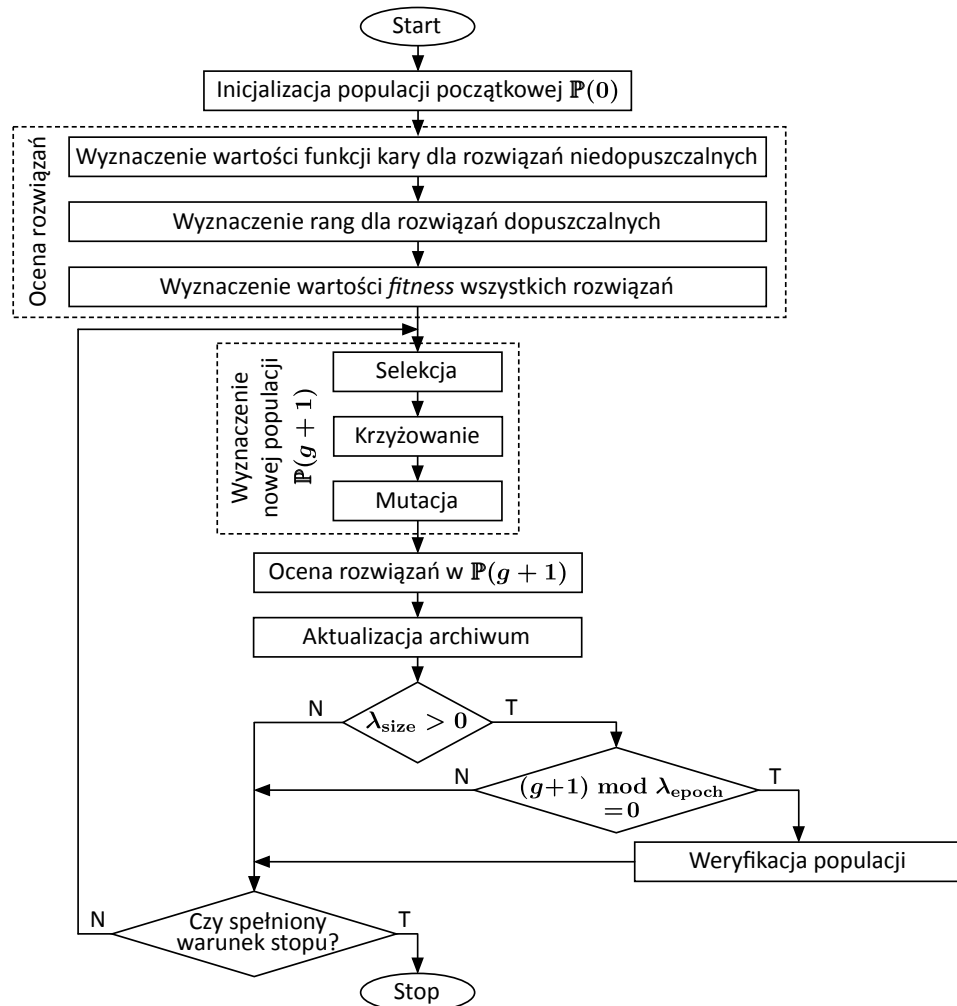 Start
Inicjalizacja populacji początkowej ℙ(0)
Ocena rozwiązań
Wyznaczenie wartości funkcji kary dla rozwiązań niedopuszczalnych
Wyznaczenie rang dla rozwiązań dopuszczalnych
Wyznaczenie wartości fitness wszystkich rozwiązań
Wyznaczenie
nowej populacji
ℙ(g + 1)
Selekcja
Krzyżowanie
Mutacja
Ocena rozwiązań w ℙ(g + 1)
Aktualizacja archiwum
N
λsize > 0
T
N
(g+1) mod λepoch
=0
T
Weryfikacja populacji
N
Czy spełniony
warunek stopu?
T
Stop